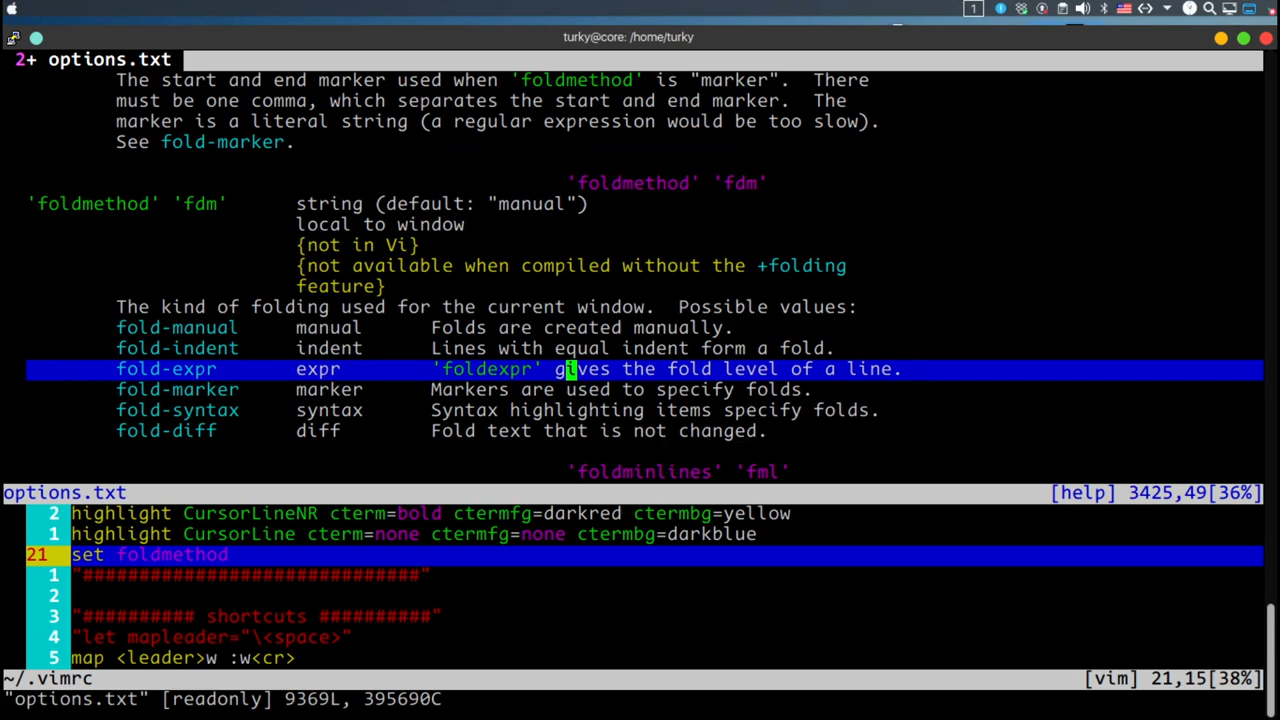 1
turky@core: /home/turky
2+ options.txt
The start and end marker used when 'foldmethod' is "marker".  There
must be one comma, which separates the start and end marker.  The
marker is a literal string (a regular expression would be too slow).
See fold-marker.
'foldmethod' 'fdm'
'foldmethod' 'fdm' string (default: "manual")
local to window
{not in Vi}
{not available when compiled without the +folding
feature}
The kind of folding used for the current window.  Possible values:
fold-manual manual Folds are created manually.
fold-indent indent Lines with equal indent form a fold.
fold-expr expr 'foldexpr' gives the fold level of a line.
fold-marker marker Markers are used to specify folds.
fold-syntax syntax Syntax highlighting items specify folds.
fold-diff diff Fold text that is not changed.
'foldminlines' 'fml'
options.txt [help] 3425,49[36%]
2 highlight CursorLineNR cterm=bold ctermfg=darkred ctermbg=yellow
1 highlight CursorLine cterm=none ctermfg=none ctermbg=darkblue
21 set foldmethod
1 "##############################"
2
3 "########## shortcuts ##########"
4 "let mapleader="\<space>"
5 map <leader>w :w<cr>
~/.vimrc [vim] 21,15[38%]
"options.txt" [readonly] 9369L, 395690C